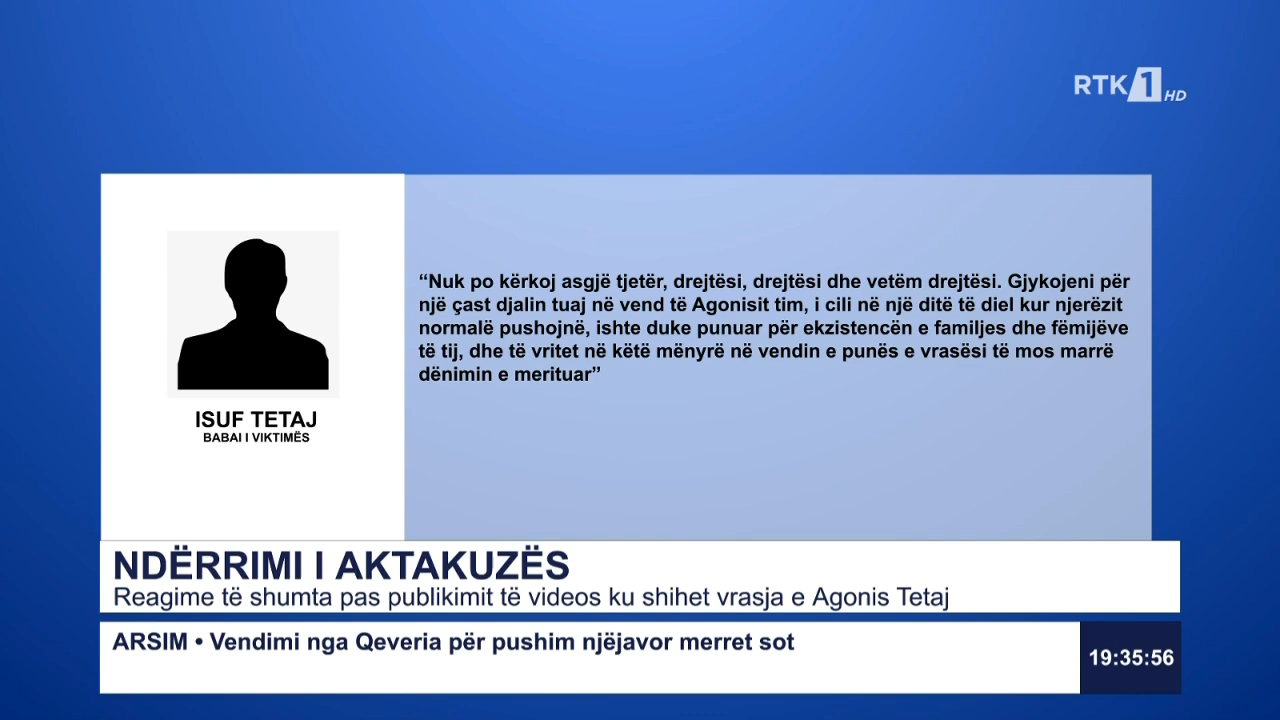 RTK 1 HD
“Nuk po kërkoj asgjë tjetër, drejtësi, drejtësi dhe vetëm drejtësi. Gjykojeni për
një çast djalin tuaj në vend të Agonisit tim, i cili në një ditë të diel kur njerëzit
normalë pushojnë, ishte duke punuar për ekzistencën e familjes dhe fëmijëve
të tij, dhe të vritet në këtë mënyrë në vendin e punës e vrasësi të mos marrë
dënimin e merituar”
ISUF TETAJ
BABAI I VIKTIMËS
NDËRRIMI I AKTAKUZËS
Reagime të shumta pas publikimit të videos ku shihet vrasja e Agonis Tetaj
ARSIM • Vendimi nga Qeveria për pushim njëjavor merret sot
19:35:56